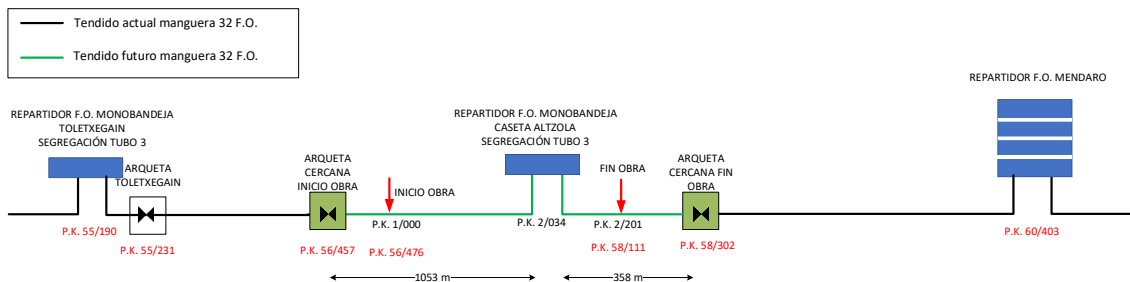 Tendido actual manguera 32 F.O.
Tendido futuro manguera 32 F.O.
REPARTIDOR F.O. MENDARO
REPARTIDOR F.O. MONOBANDEJA
TOLETXEGAIN
SEGREGACIÓN TUBO 3
REPARTIDOR F.O. MONOBANDEJA
CASETA ALTZOLA
SEGREGACIÓN TUBO 3
ARQUETA
TOLETXEGAIN
ARQUETA
CERCANA
INICIO OBRA
INICIO OBRA
FIN OBRA
ARQUETA
CERCANA FIN
OBRA
P.K. 1/000
P.K. 2/034
P.K. 2/201
P.K. 55/190
P.K. 55/231
P.K. 56/457
P.K. 56/476
P.K. 58/111
P.K. 58/302
P.K. 60/403
1053 m
358 m